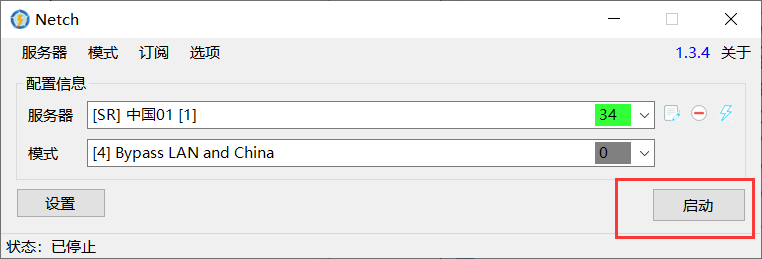 Netch
服务器 模式 订阅 选项 1.3.4 关于
配置信息
服务器 [SR] 中国01 [1] 34
模式 [4] Bypass LAN and China 0
设置 启动
状态：已停止